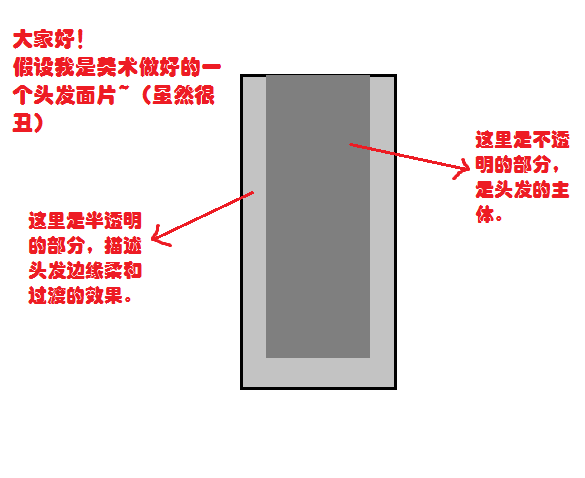 大家好！
假设我是美术做好的一
个头发面片~（虽然很
丑）
这里是不透
明的部分，
是头发的主
体。
这里是半透明
的部分，描述
头发边缘柔和
过渡的效果。